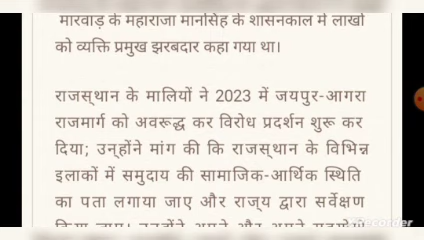 मारवाड़ के महाराजा मानसिंह के शासनकाल में लाखों
को व्यक्ति प्रमुख झरबदार कहा गया था।
राजस्थान के मालियों ने 2023 में जयपुर-आगरा
राजमार्ग को अवरूद्ध कर विरोध प्रदर्शन शुरू कर
दिया; उन्होंने मांग की कि राजस्थान के विभिन्न
इलाकों में समुदाय की सामाजिक-आर्थिक स्थिति
का पता लगाया जाए और राज्य द्वारा सर्वेक्षण